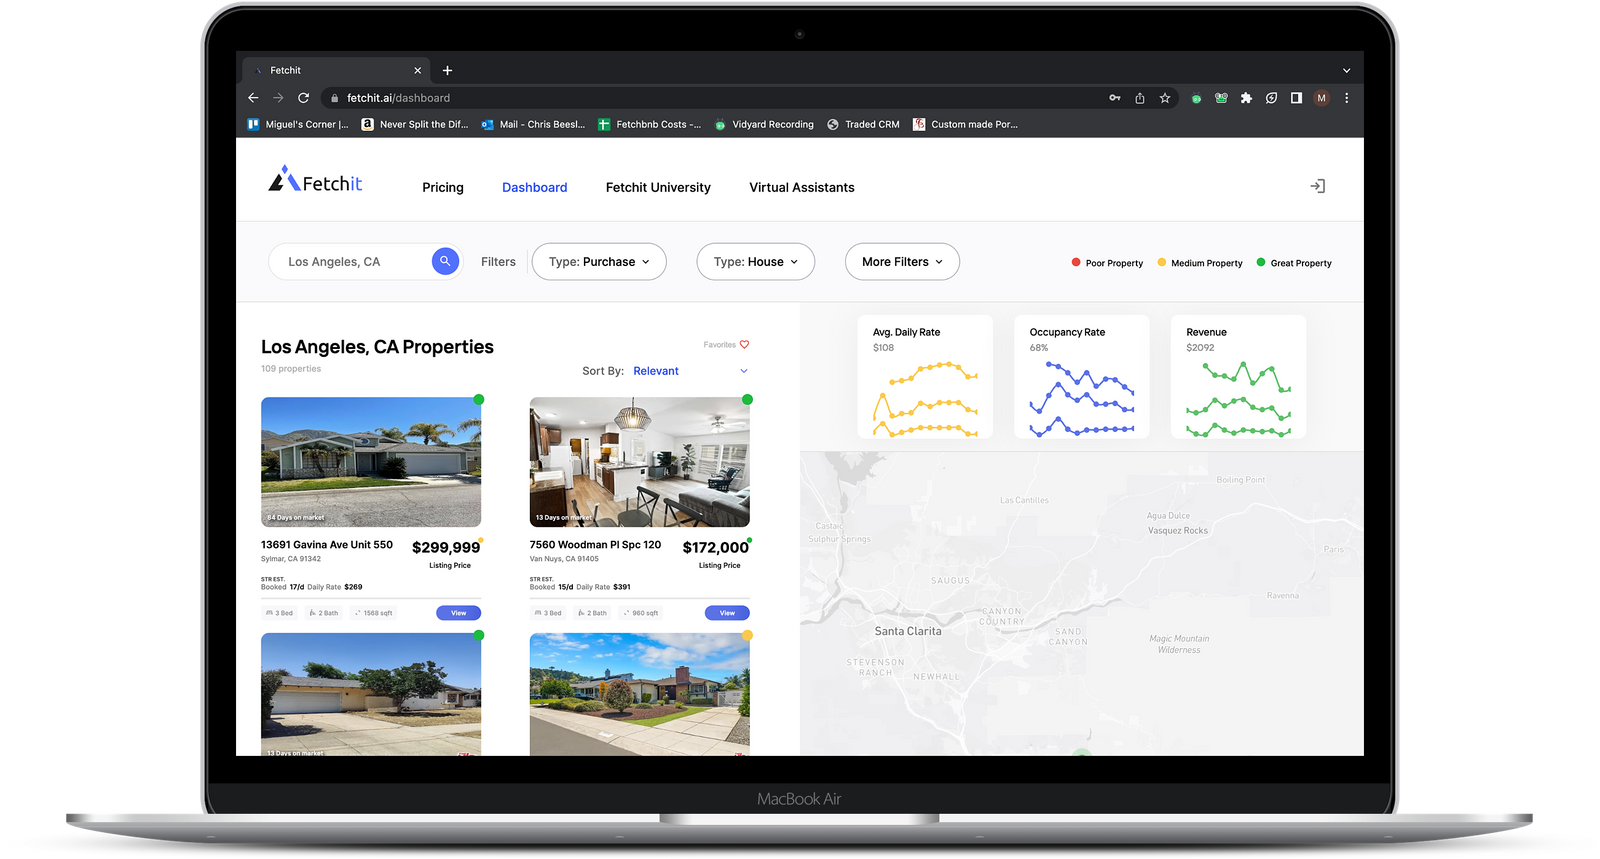 Fetchit
fetchit.ai/dashboard
M
Miguel's Corner |...
Never Split the Dif...
Mail - Chris Beesl...
Fetchbnb Costs -...
Vidyard Recording
Traded CRM
Custom made Por...
Fetchit
Pricing
Dashboard
Fetchit University
Virtual Assistants
Los Angeles, CA
Filters
Type: Purchase
Type: House
More Filters
Poor Property
Medium Property
Great Property
Los Angeles, CA Properties
Favorites
109 properties
Sort By: Relevant
84 Days on market
13691 Gavina Ave Unit 550
$299,999
Sylmar, CA 91342
Listing Price
STR EST.
Booked 17/d Daily Rate $269
3 Bed
2 Bath
1568 sqft
View
13 Days on market
7560 Woodman Pl Spc 120
$172,000
Van Nuys, CA 91405
Listing Price
STR EST.
Booked 15/d Daily Rate $391
3 Bed
2 Bath
960 sqft
View
13 Days on market
Avg. Daily Rate
$108
Occupancy Rate
68%
Revenue
$2092
Boiling Point
Las Cantilles
Agua Dulce
Vasquez Rocks
Castaic
Sulphur Springs
Paris
SAUGUS
Ravenna
CANYON
COUNTRY
Santa Clarita
SAND
CANYON
Magic Mountain
Wilderness
STEVENSON
RANCH
NEWHALL
MacBook Air